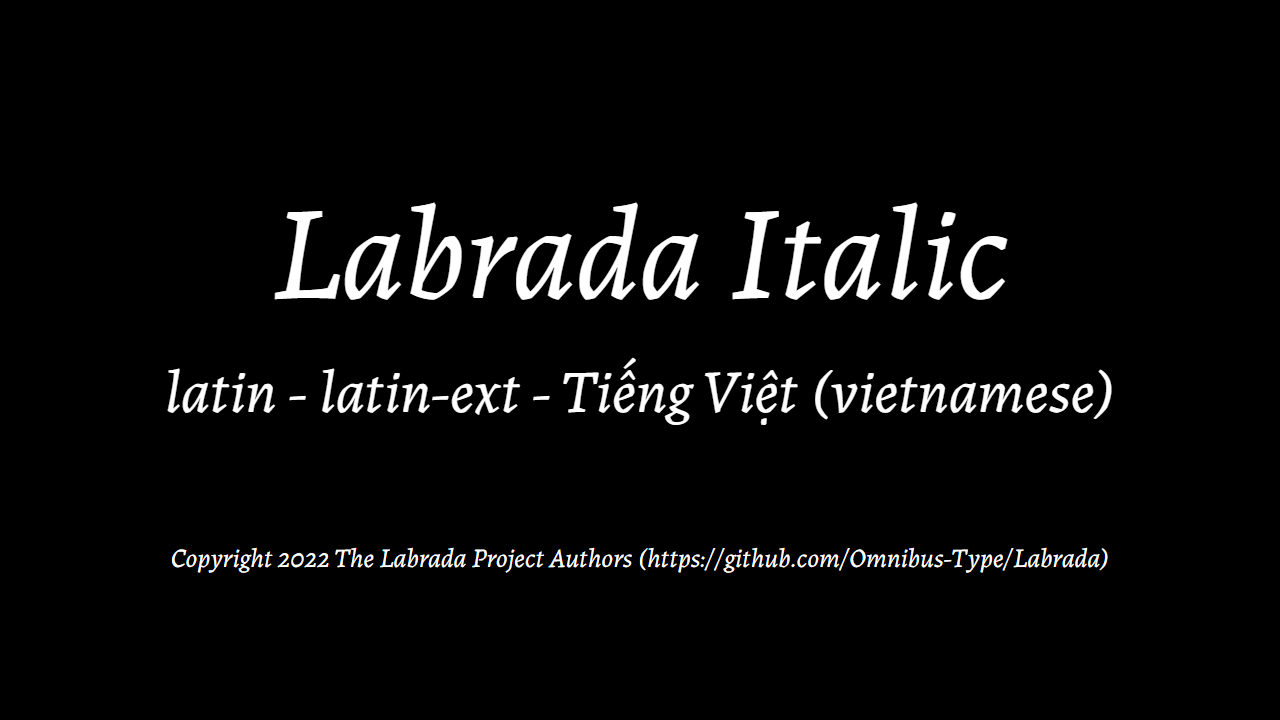 Labrada Italic
latin - latin-ext - Tiếng Việt (vietnamese)
Copyright 2022 The Labrada Project Authors (https://github.com/Omnibus-Type/Labrada)